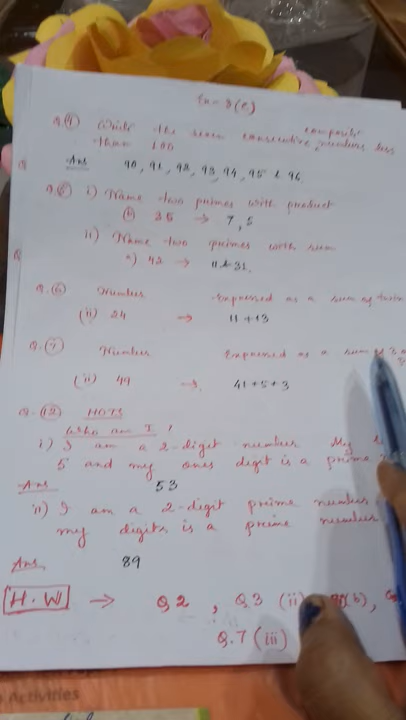 Ex - 3(c)
Q.4) Write the seven consecutive composite numbers less
than 100
Ans 90, 91, 92, 93, 94, 95 & 96.
Q.5) i) Name two primes with product
b) 35 → 7, 5
ii) Name two primes with sum
a) 42 → 11 & 31.
Q.6) Number Expressed as a sum of twin
(ii) 24 → 11 + 13
Q.7) Number Expressed as a sum of 3
(ii) 49 → 41 + 5 + 3
Q.12) HOTS
Who am I !
i) I am a 2-digit number My
5 and my ones digit is a prime
Ans 53
ii) I am a 2-digit prime number
my digits is a prime number
Ans 89
H.W → Q.2 , Q.3 (ii) (b),
Q.7 (iii)
Activities